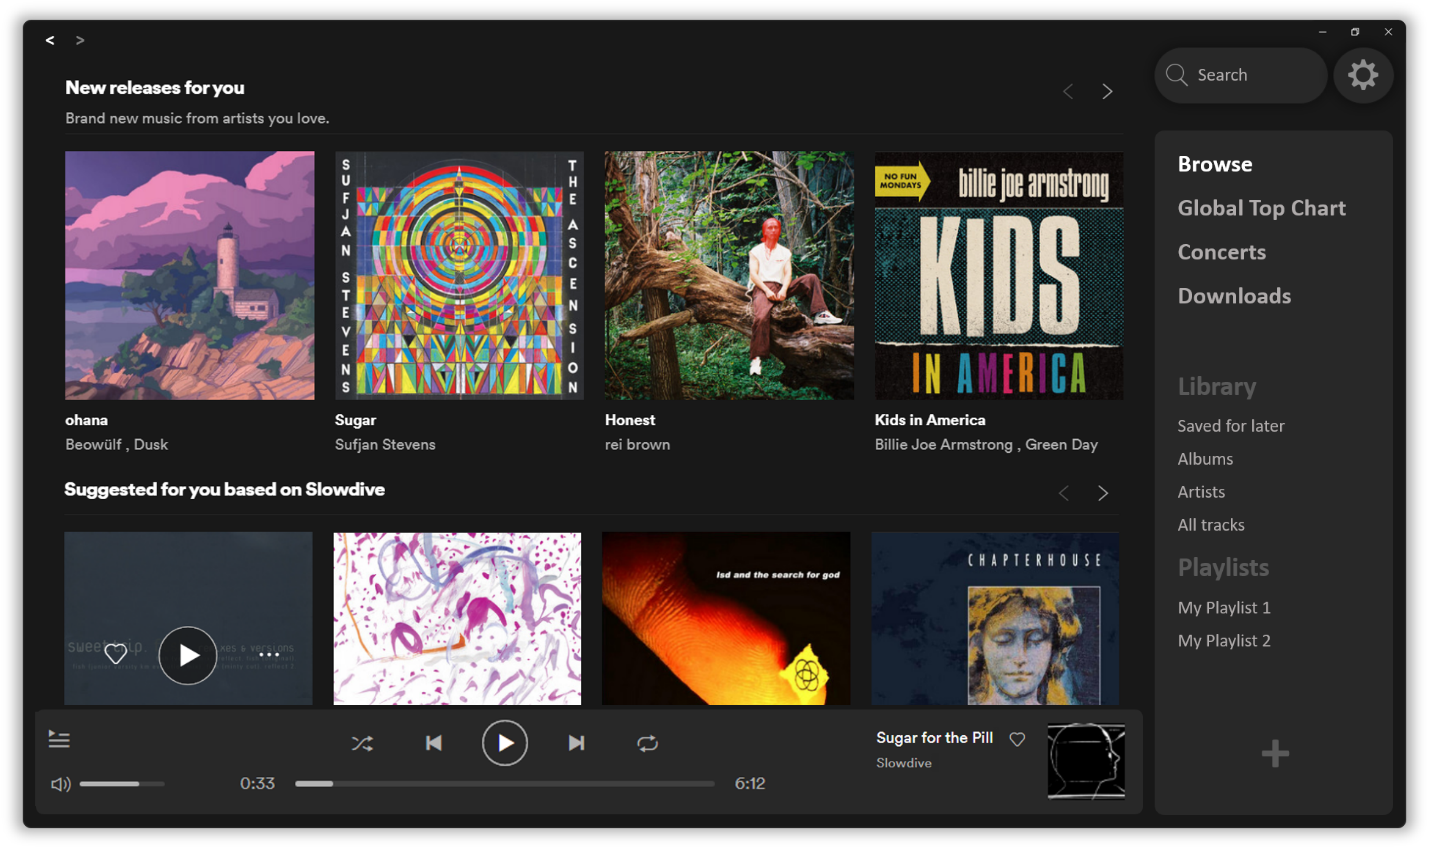 < >
New releases for you
Brand new music from artists you love.
SUFJAN STEVENS
THE ASCENSION
NO FUN
MONDAYS
billie joe armstrong
KIDS
IN AMERICA
ohana
Beowülf , Dusk
Sugar
Sufjan Stevens
Honest
rei brown
Kids in America
Billie Joe Armstrong , Green Day
Suggested for you based on Slowdive
sweet trip.
& versions
lsd and the search for god
CHAPTERHOUSE
Sugar for the Pill
Slowdive
0:33
6:12
Search
Browse
Global Top Chart
Concerts
Downloads
Library
Saved for later
Albums
Artists
All tracks
Playlists
My Playlist 1
My Playlist 2
+